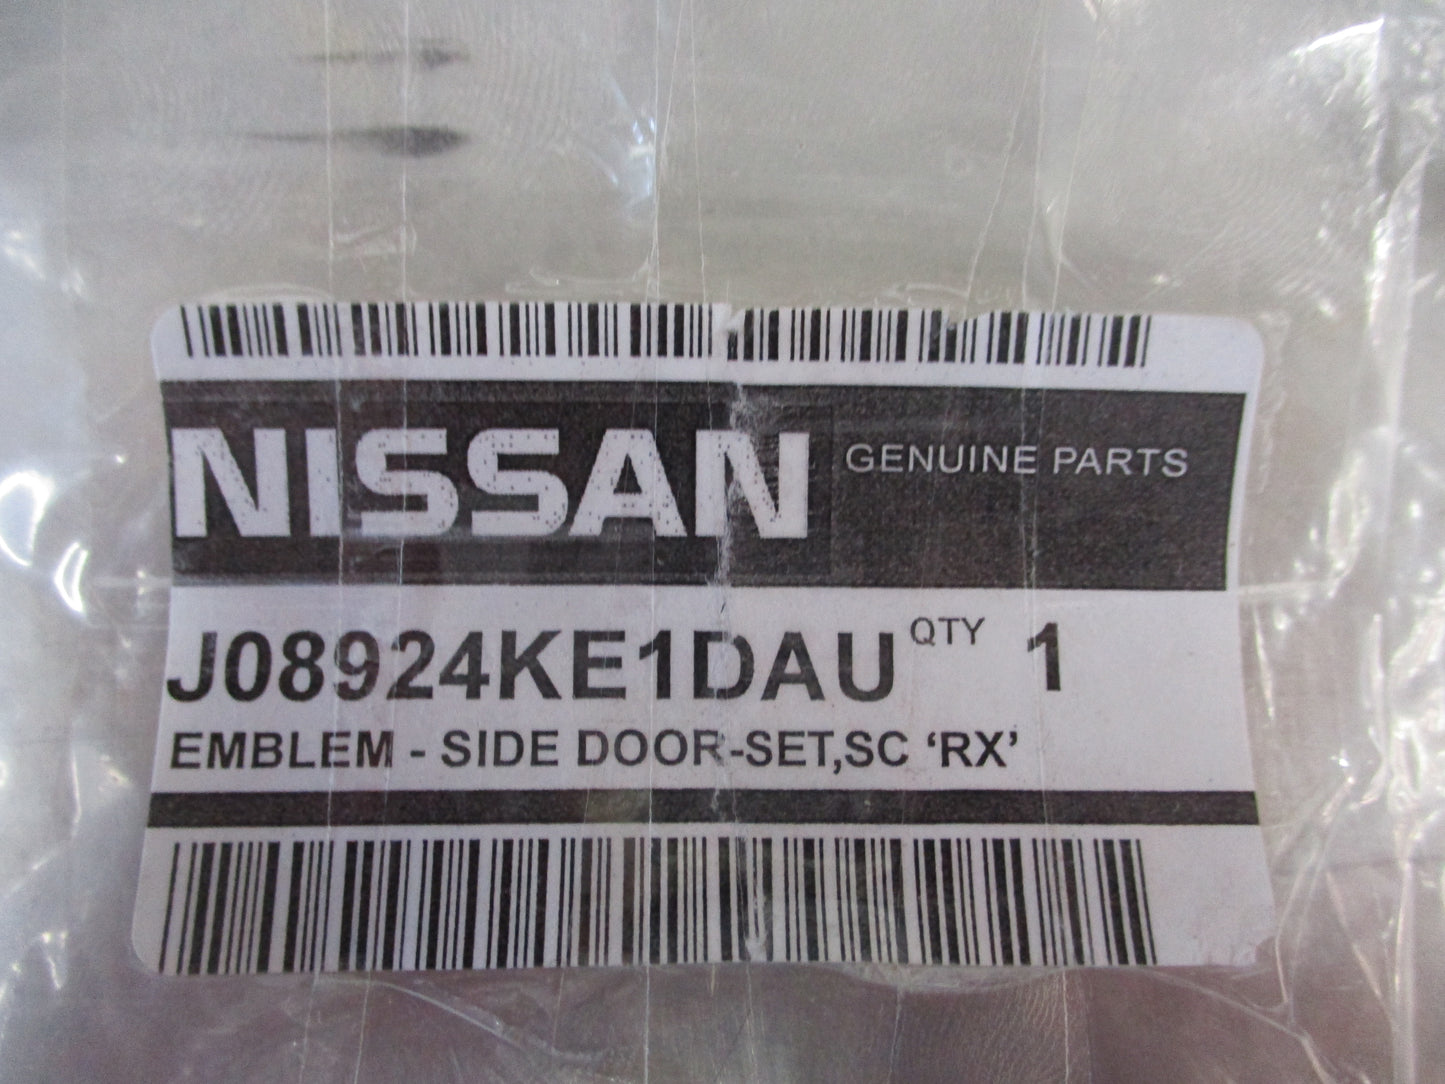 NISSAN GENUINE PARTS
J08924KE1DAU QTY 1
EMBLEM - SIDE DOOR-SET,SC ‘RX’